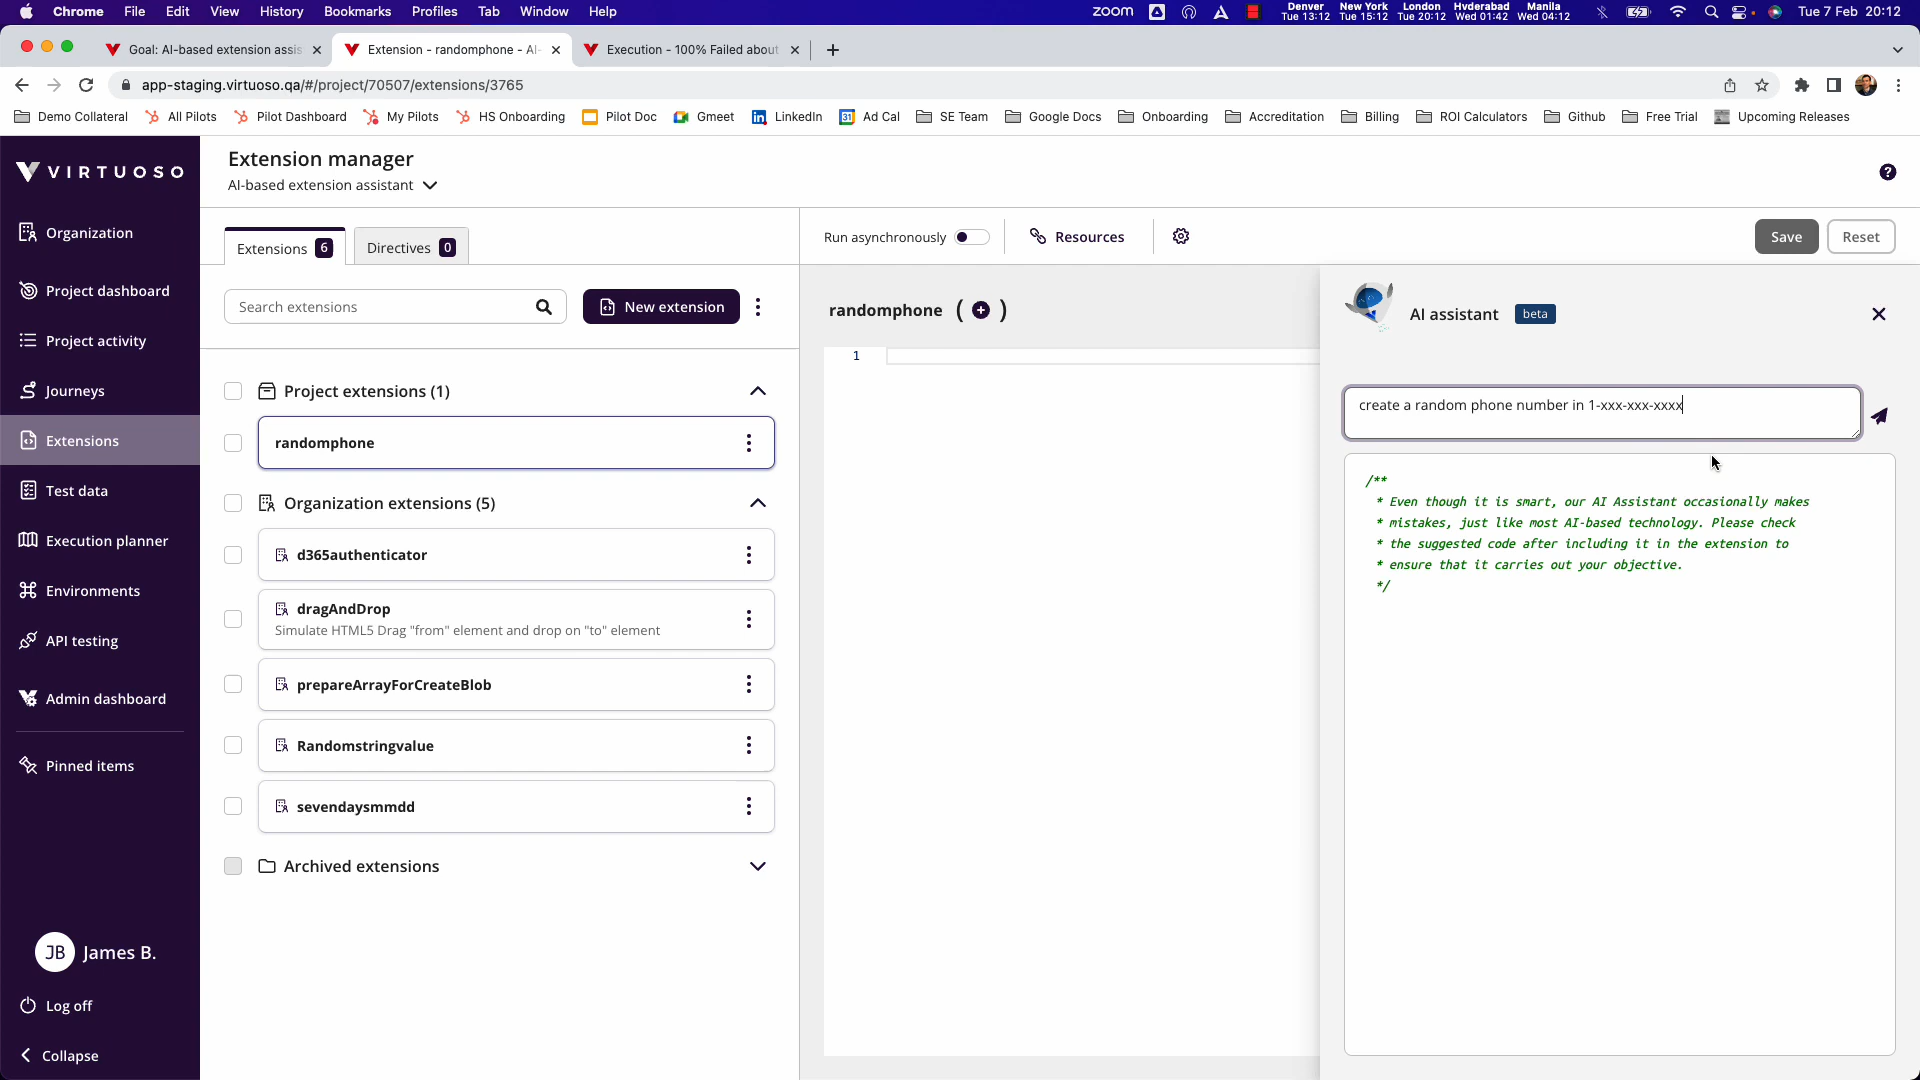 Chrome File Edit View History Bookmarks Profiles Tab Window Help
zoom
Denver Tue 13:12
New York Tue 15:12
London Tue 20:12
Hyderabad Wed 01:42
Manila Wed 04:12
Tue 7 Feb 20:12
Goal: AI-based extension assis
Extension - randomphone - AI-
Execution - 100% Failed about
app-staging.virtuoso.qa/#/project/70507/extensions/3765
Demo Collateral All Pilots Pilot Dashboard My Pilots HS Onboarding Pilot Doc Gmeet LinkedIn 31 Ad Cal SE Team Google Docs Onboarding Accreditation Billing ROI Calculators Github Free Trial Upcoming Releases
VIRTUOSO
Organization
Project dashboard
Project activity
Journeys
Extensions
Test data
Execution planner
Environments
API testing
Admin dashboard
Pinned items
JB James B.
Log off
Collapse
Extension manager
AI-based extension assistant
?
Extensions 6
Directives 0
Search extensions
New extension
Project extensions (1)
randomphone
Organization extensions (5)
d365authenticator
dragAndDrop
Simulate HTML5 Drag "from" element and drop on "to" element
prepareArrayForCreateBlob
Randomstringvalue
sevendaysmmdd
Archived extensions
Run asynchronously
Resources
Save
Reset
randomphone ( + )
1
AI assistant beta
create a random phone number in 1-xxx-xxx-xxxx
/**
* Even though it is smart, our AI Assistant occasionally makes
* mistakes, just like most AI-based technology. Please check
* the suggested code after including it in the extension to
* ensure that it carries out your objective.
*/